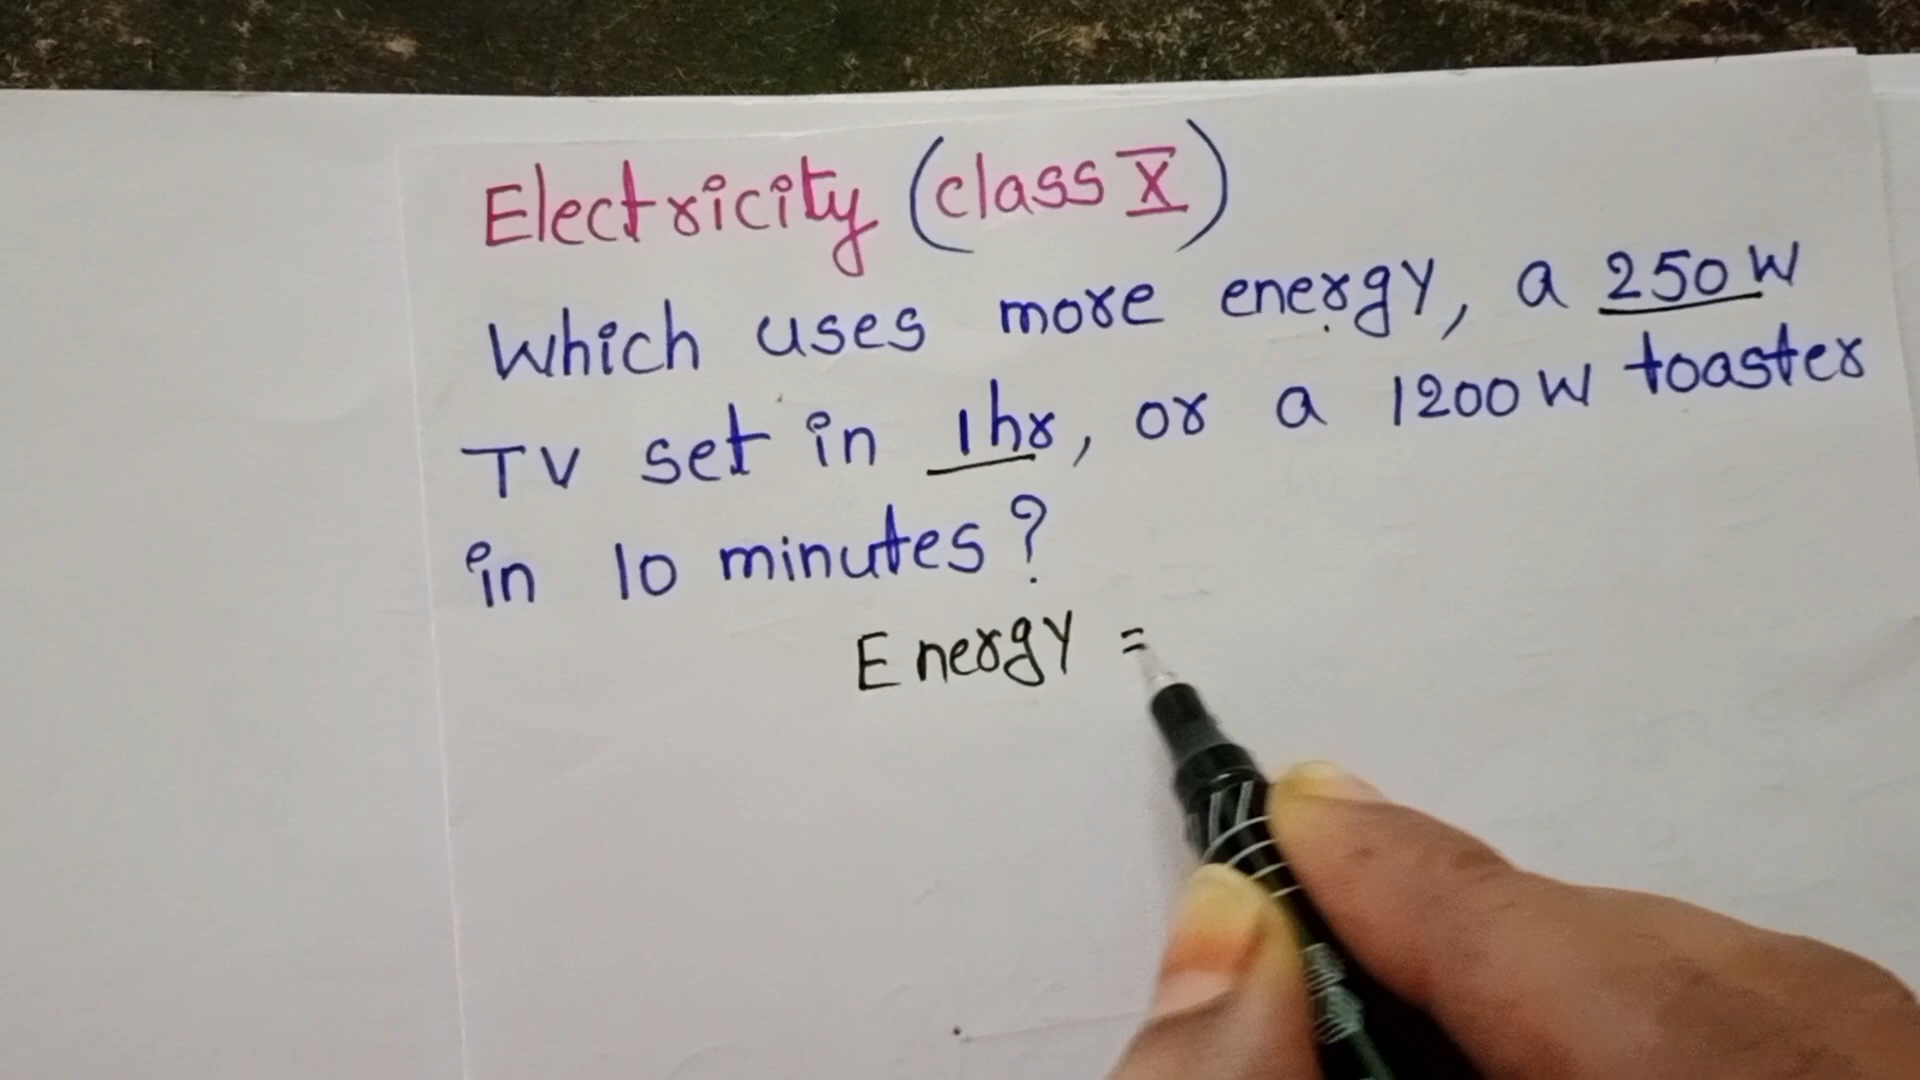 Electricity (class X)
Which uses more energy, a 250 W
TV set in 1 hr, or a 1200 W toaster
in 10 minutes?
Energy =